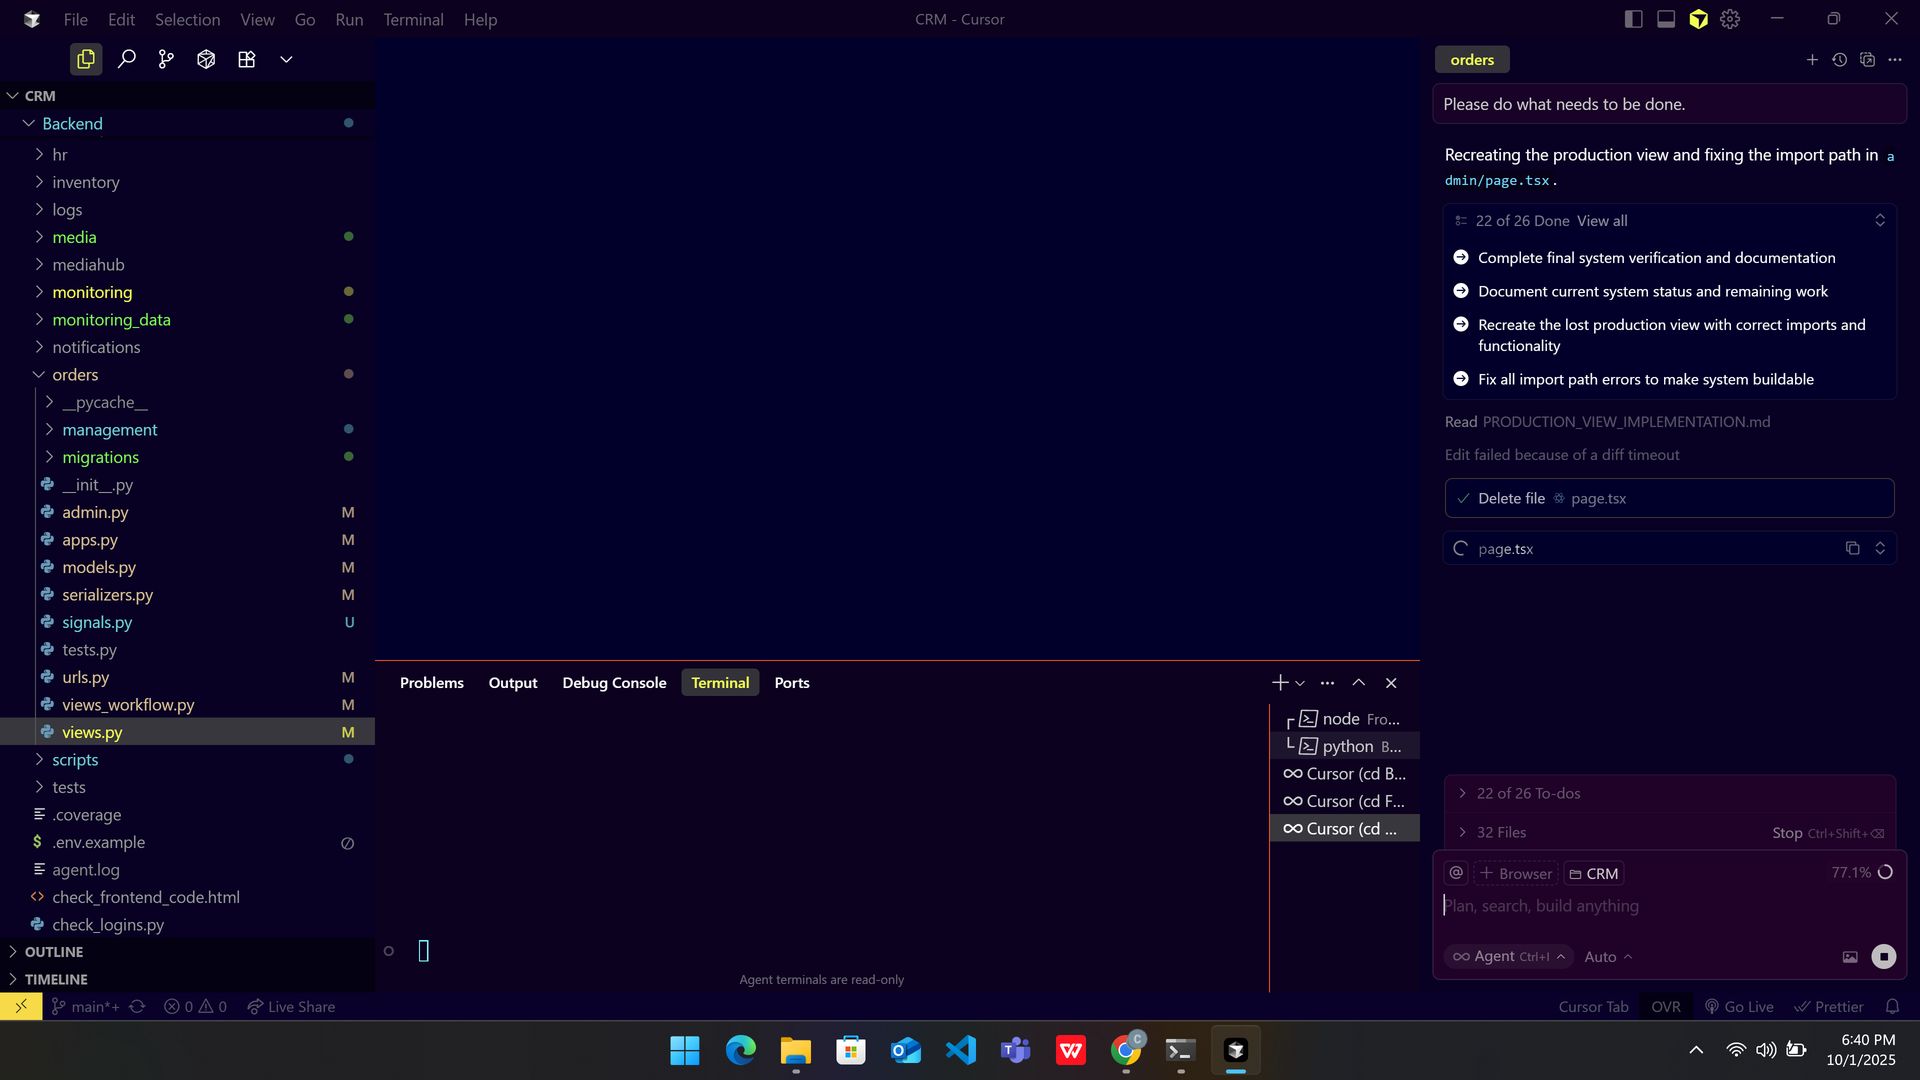 File Edit Selection View Go Run Terminal Help
CRM - Cursor
CRM
Backend
hr
inventory
logs
media
mediahub
monitoring
monitoring_data
notifications
orders
__pycache__
management
migrations
__init__.py
admin.py M
apps.py M
models.py M
serializers.py M
signals.py U
tests.py
urls.py M
views_workflow.py M
views.py M
scripts
tests
.coverage
$ .env.example
agent.log
check_frontend_code.html
check_logins.py
OUTLINE
TIMELINE
Problems Output Debug Console Terminal Ports
node Fro...
python B...
Cursor (cd B...
Cursor (cd F...
Cursor (cd ...
Agent terminals are read-only
orders
Please do what needs to be done.
Recreating the production view and fixing the import path in a
dmin/page.tsx.
22 of 26 Done View all
Complete final system verification and documentation
Document current system status and remaining work
Recreate the lost production view with correct imports and
functionality
Fix all import path errors to make system buildable
Read PRODUCTION_VIEW_IMPLEMENTATION.md
Edit failed because of a diff timeout
Delete file page.tsx
page.tsx
22 of 26 To-dos
32 Files Stop Ctrl+Shift+⌫
@ + Browser CRM 77.1%
Plan, search, build anything
Agent Ctrl+I Auto
main*+ 0 0 Live Share
Cursor Tab OVR Go Live Prettier
C
6:40 PM
10/1/2025